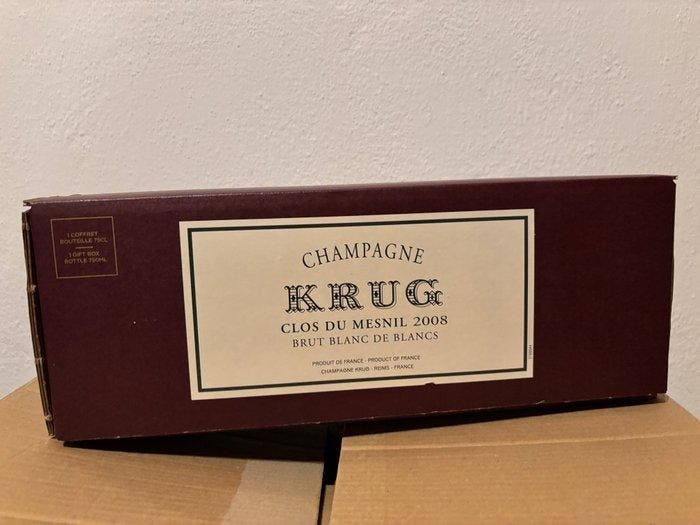 1 COFFRET
BOUTEILLE 75CL
1 GIFT BOX
BOTTLE 750ML
CHAMPAGNE
KRUG
CLOS DU MESNIL 2008
BRUT BLANC DE BLANCS
PRODUIT DE FRANCE - PRODUCT OF FRANCE
CHAMPAGNE KRUG - REIMS - FRANCE